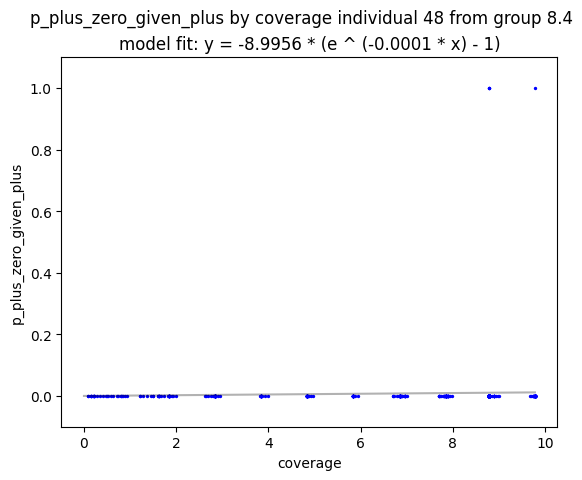 p_plus_zero_given_plus by coverage individual 48 from group 8.4
model fit: y = -8.9956 * (e ^ (-0.0001 * x) - 1)
1.0
0.8
0.6
0.4
0.2
0.0
p_plus_zero_given_plus
0 2 4 6 8 10
coverage